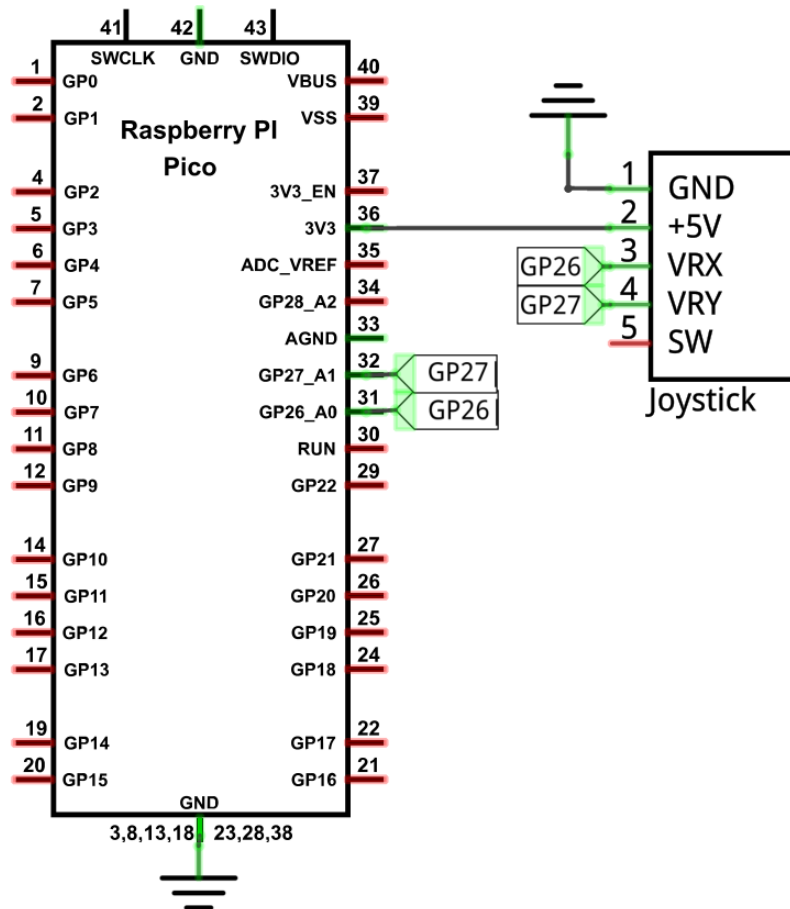 41 42 43
SWCLK GND SWDIO
1 GP0 VBUS 40
2 GP1 VSS 39
Raspberry PI
Pico
4 GP2 3V3_EN 37
5 GP3 3V3 36
6 GP4 ADC_VREF 35
7 GP5 GP28_A2 34
AGND 33
9 GP6 GP27_A1 32 GP27
10 GP7 GP26_A0 31 GP26
11 GP8 RUN 30
12 GP9 GP22 29
14 GP10 GP21 27
15 GP11 GP20 26
16 GP12 GP19 25
17 GP13 GP18 24
19 GP14 GP17 22
20 GP15 GP16 21
GND
3,8,13,18 23,28,38
1 GND
2 +5V
GP26 3 VRX
GP27 4 VRY
5 SW
Joystick